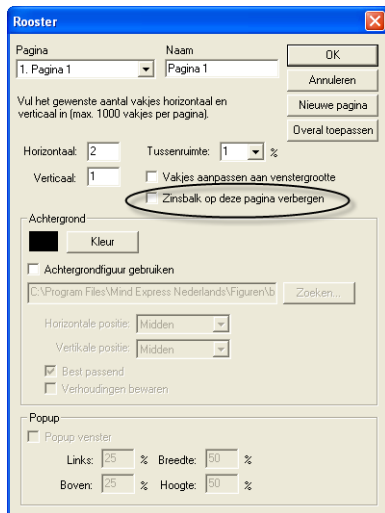 Rooster
Pagina
Naam
1. Pagina 1
Pagina 1
OK
Annuleren
Nieuwe pagina
Overal toepassen
Vul het gewenste aantal vakjes horizontaal en
verticaal in (max. 1000 vakjes per pagina).
Horizontaal: 2
Tussenruimte: 1 %
Verticaal: 1
Vakjes aanpassen aan venstergrootte
Zinsbalk op deze pagina verbergen
Achtergrond
Kleur
Achtergrondfiguur gebruiken
C:\Program Files\Mind Express Nederlands\Figuren\b
Zoeken...
Horizontale positie: Midden
Vertikale positie: Midden
Best passend
Verhoudingen bewaren
Popup
Popup venster
Links: 25 % Breedte: 50 %
Boven: 25 % Hoogte: 50 %